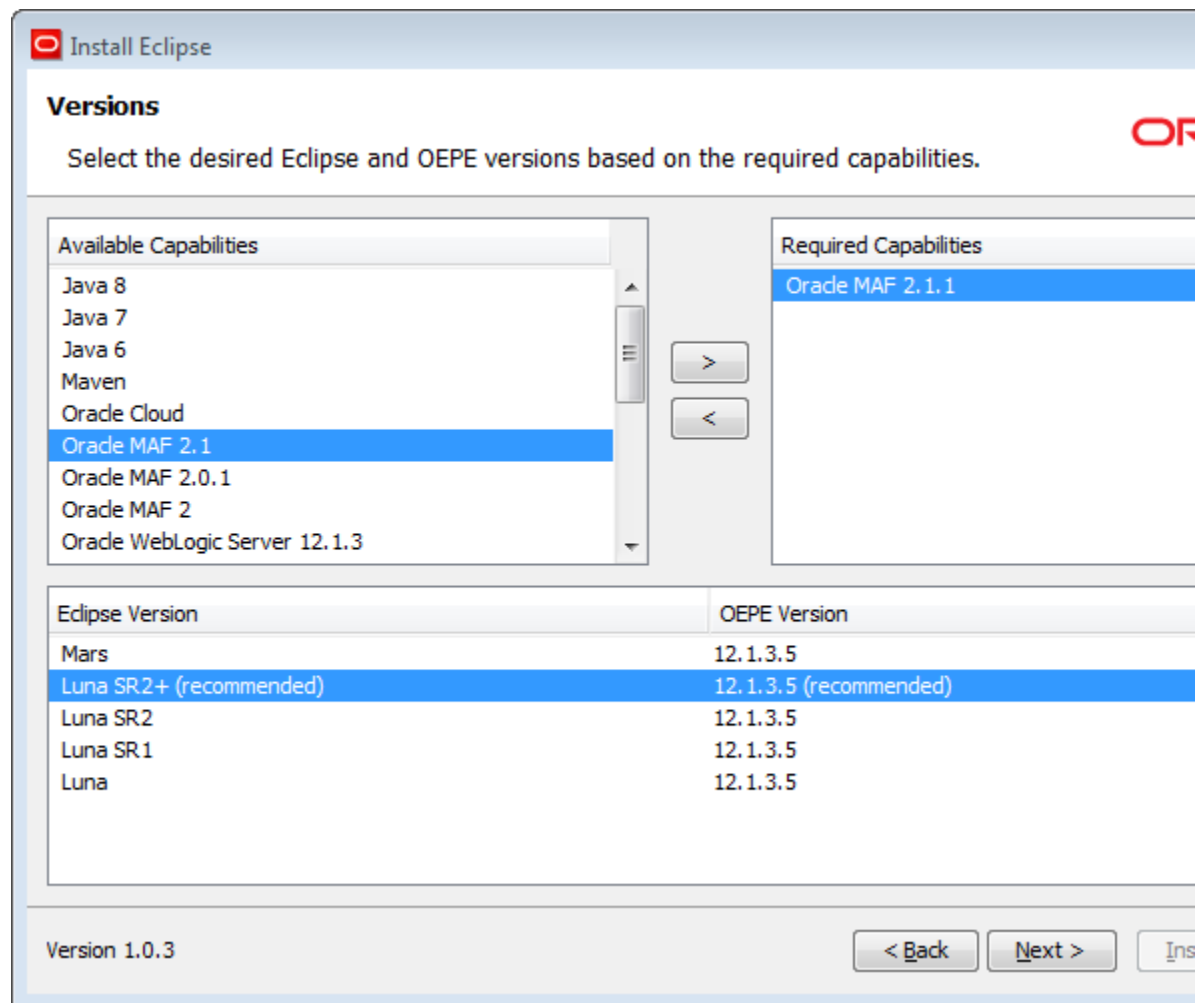 Install Eclipse
Versions
Select the desired Eclipse and OEPE versions based on the required capabilities.
Available Capabilities
Java 8
Java 7
Java 6
Maven
Oracle Cloud
Oracle MAF 2.1
Oracle MAF 2.0.1
Oracle MAF 2
Oracle WebLogic Server 12.1.3
>
<
Required Capabilities
Oracle MAF 2.1.1
Eclipse Version OEPE Version
Mars 12.1.3.5
Luna SR2+ (recommended) 12.1.3.5 (recommended)
Luna SR2 12.1.3.5
Luna SR1 12.1.3.5
Luna 12.1.3.5
Version 1.0.3 < Back Next >